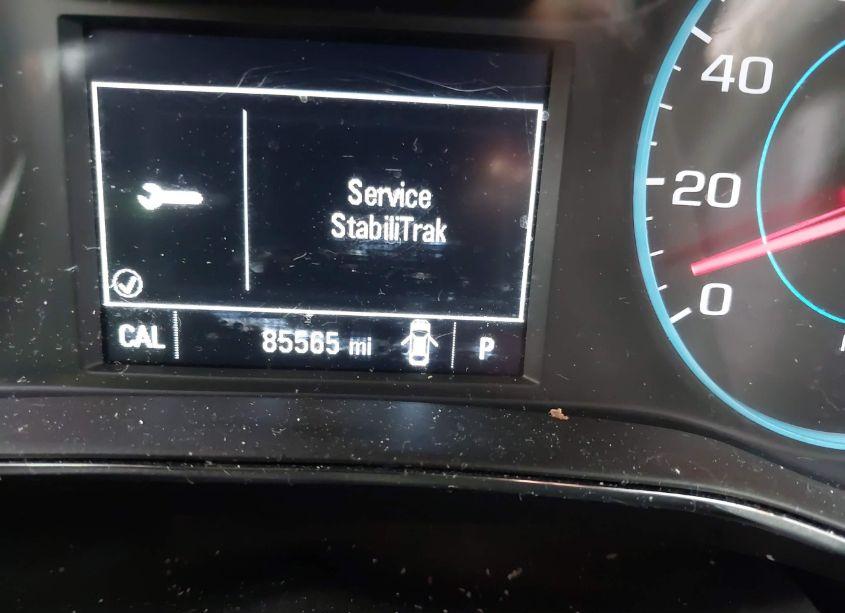 40
Service
StabiliTrak
20
0
CAL 85565 mi P